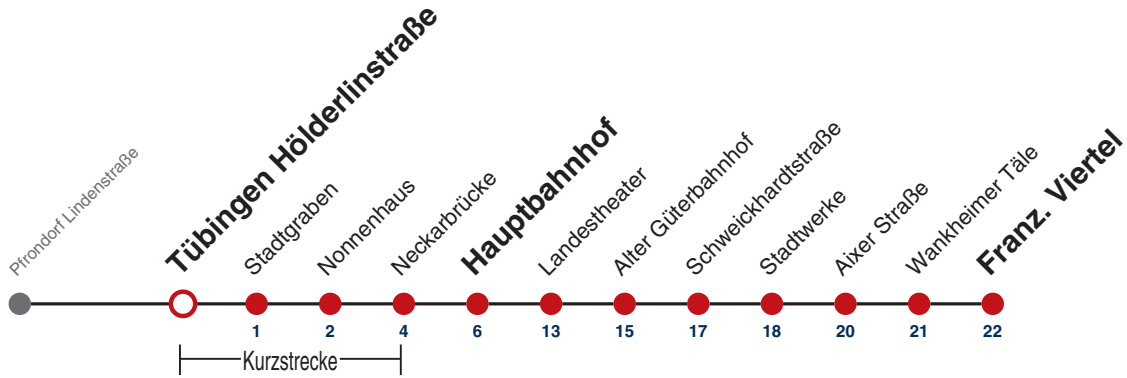 Pfrondorf Lindenstraße
Tübingen Hölderlinstraße
Stadtgraben
Nonnenhaus
Neckarbrücke
Hauptbahnhof
Landestheater
Alter Güterbahnhof
Schweickhardtstraße
Stadtwerke
Aixer Straße
Wankheimer Täle
Franz. Viertel
1 2 4 6 13 15 17 18 20 21 22
Kurzstrecke